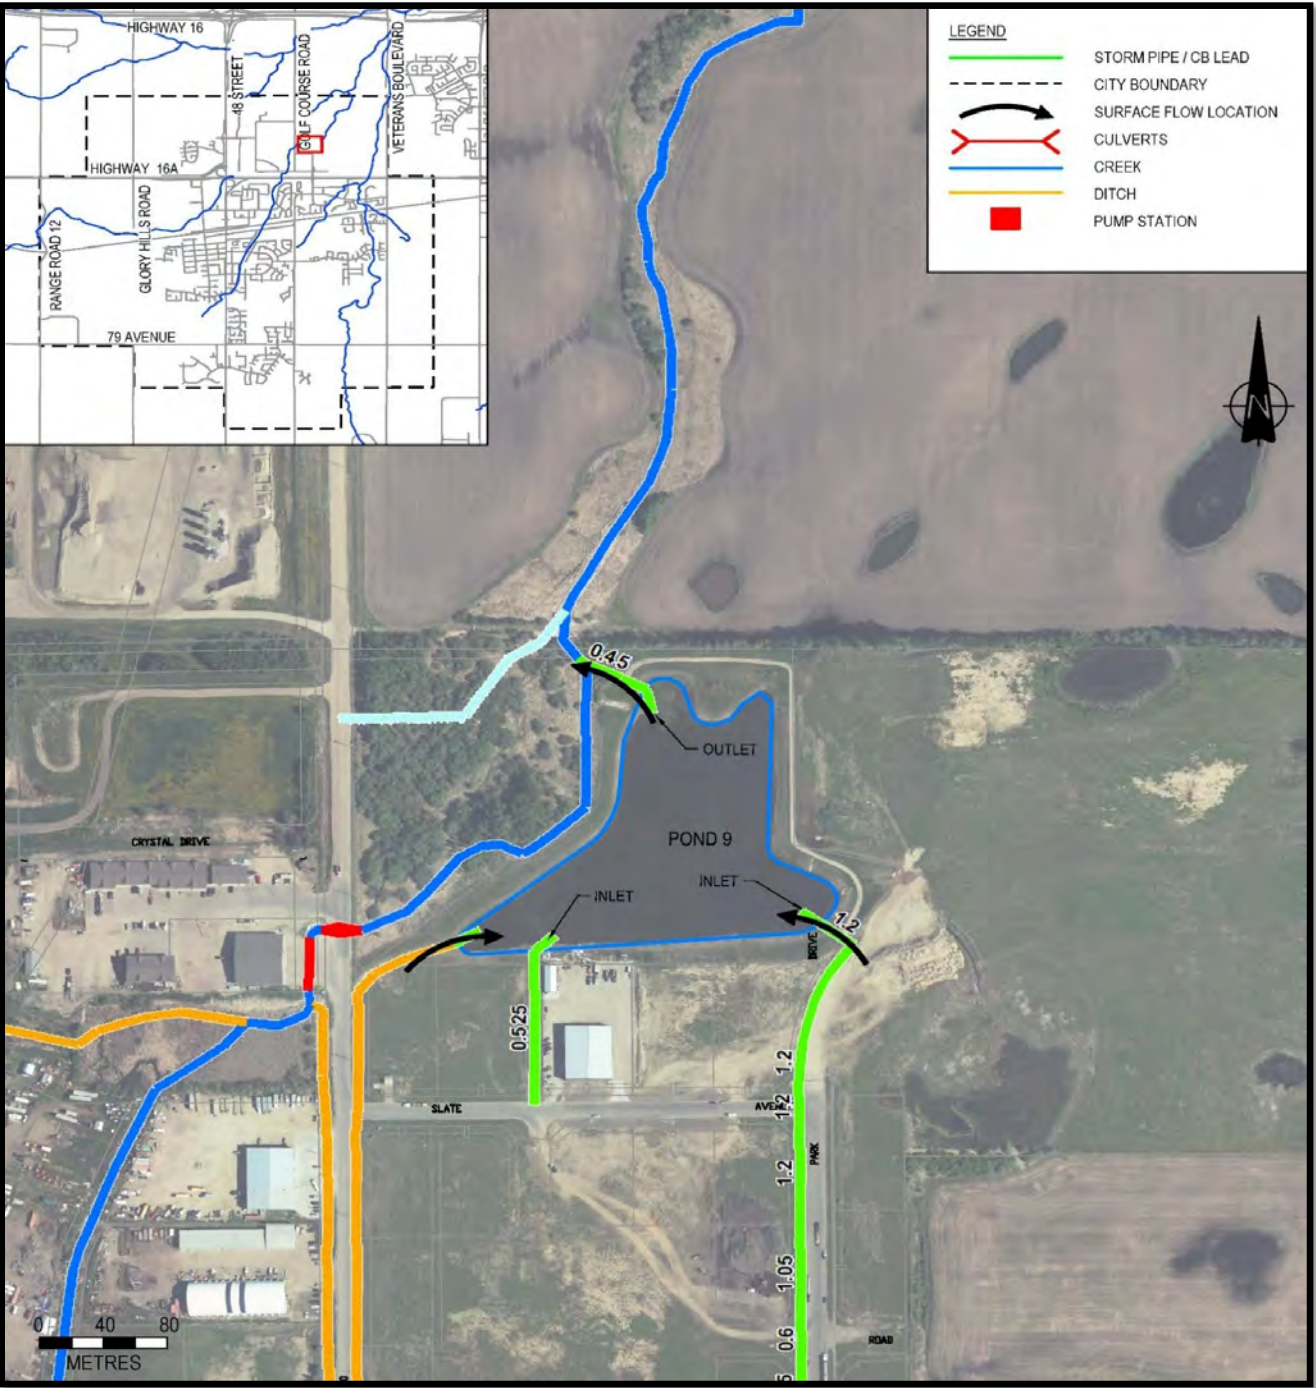 HIGHWAY 16
48 STREET
GOLF COURSE ROAD
VETERANS BOULEVARD
HIGHWAY 16A
RANGE ROAD 12
GLORY HILLS ROAD
79 AVENUE
LEGEND
STORM PIPE / CB LEAD
CITY BOUNDARY
SURFACE FLOW LOCATION
CULVERTS
CREEK
DITCH
PUMP STATION
N
0.45
OUTLET
POND 9
CRYSTAL DRIVE
INLET
INLET
1.2
DRIVE
0.525
1.2
SLATE
1.2
PARK
1.2
1.05
0.6
ROAD
0 40 80
METRES